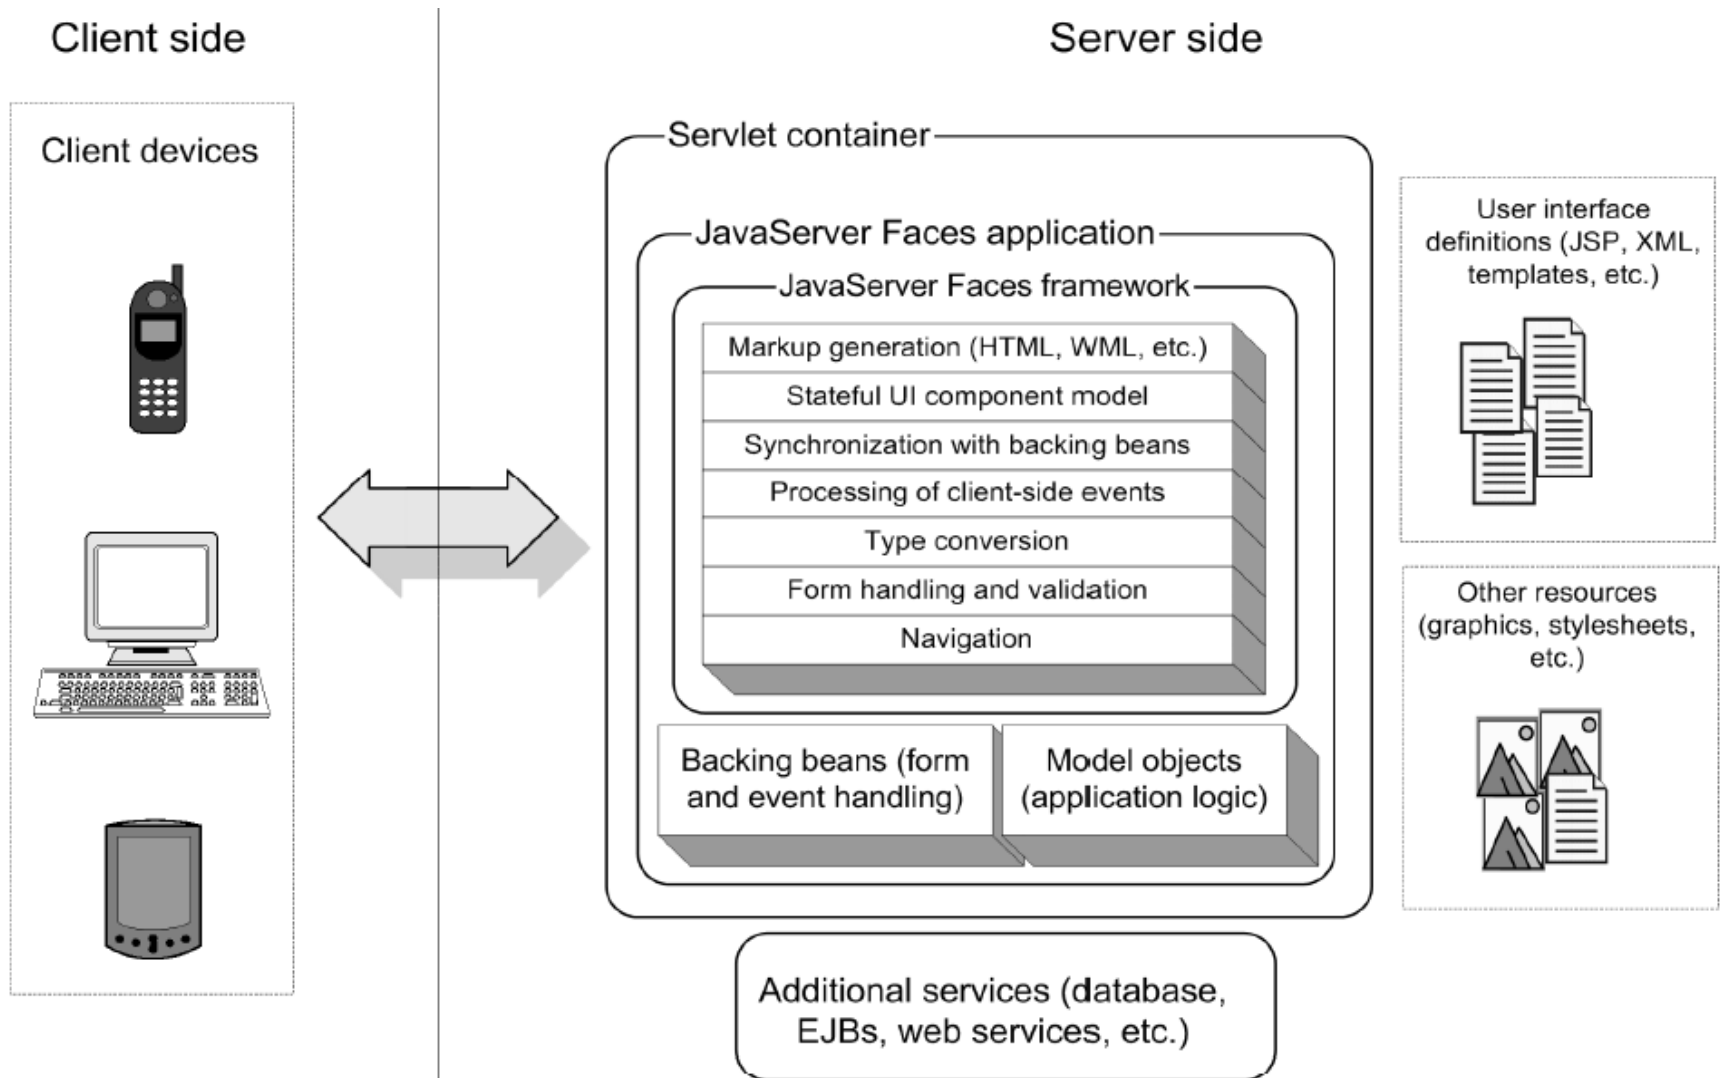 Client side
Server side
Client devices
Servlet container
JavaServer Faces application
JavaServer Faces framework
Markup generation (HTML, WML, etc.)
Stateful UI component model
Synchronization with backing beans
Processing of client-side events
Type conversion
Form handling and validation
Navigation
Backing beans (form
and event handling)
Model objects
(application logic)
User interface
definitions (JSP, XML,
templates, etc.)
Other resources
(graphics, stylesheets,
etc.)
Additional services (database,
EJBs, web services, etc.)